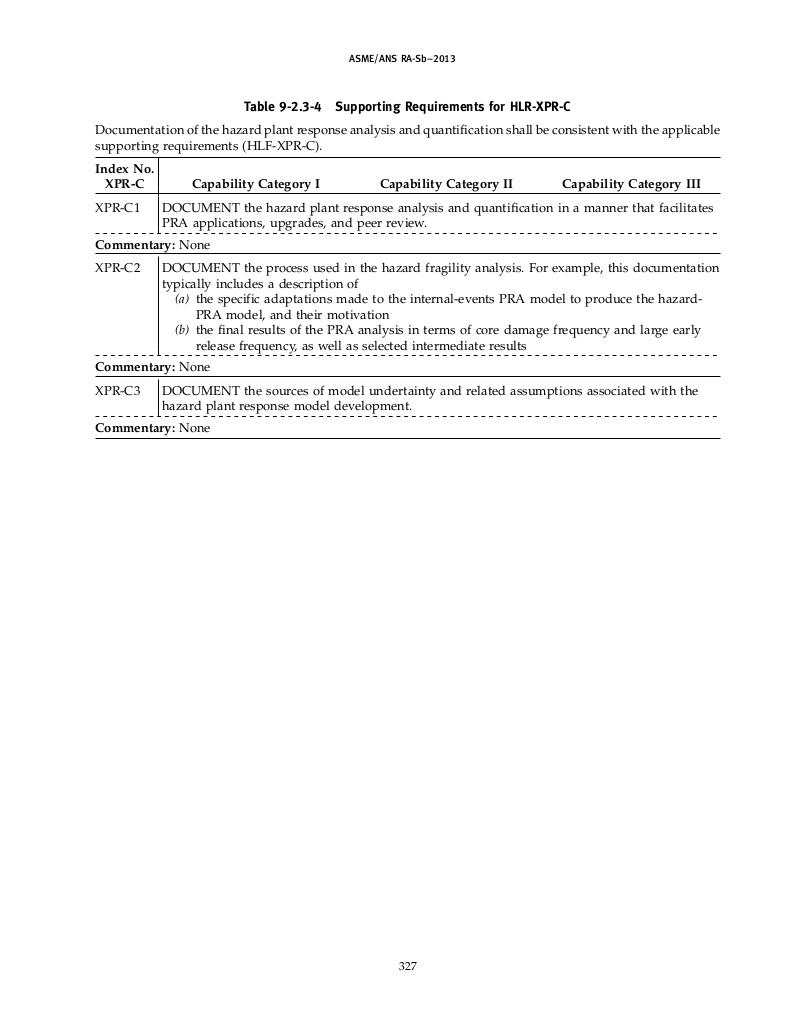 ASME/ANS RA-Sb–2013
Table 9-2.3-4 Supporting Requirements for HLR-XPR-C
Documentation of the hazard plant response analysis and quantification shall be consistent with the applicable
supporting requirements (HLF-XPR-C).
Index No.
XPR-C Capability Category I Capability Category II Capability Category III
XPR-C1 DOCUMENT the hazard plant response analysis and quantification in a manner that facilitates
PRA applications, upgrades, and peer review.
Commentary: None
XPR-C2 DOCUMENT the process used in the hazard fragility analysis. For example, this documentation
typically includes a description of
(a) the specific adaptations made to the internal-events PRA model to produce the hazard-
PRA model, and their motivation
(b) the final results of the PRA analysis in terms of core damage frequency and large early
release frequency, as well as selected intermediate results
Commentary: None
XPR-C3 DOCUMENT the sources of model undertainty and related assumptions associated with the
hazard plant response model development.
Commentary: None
327